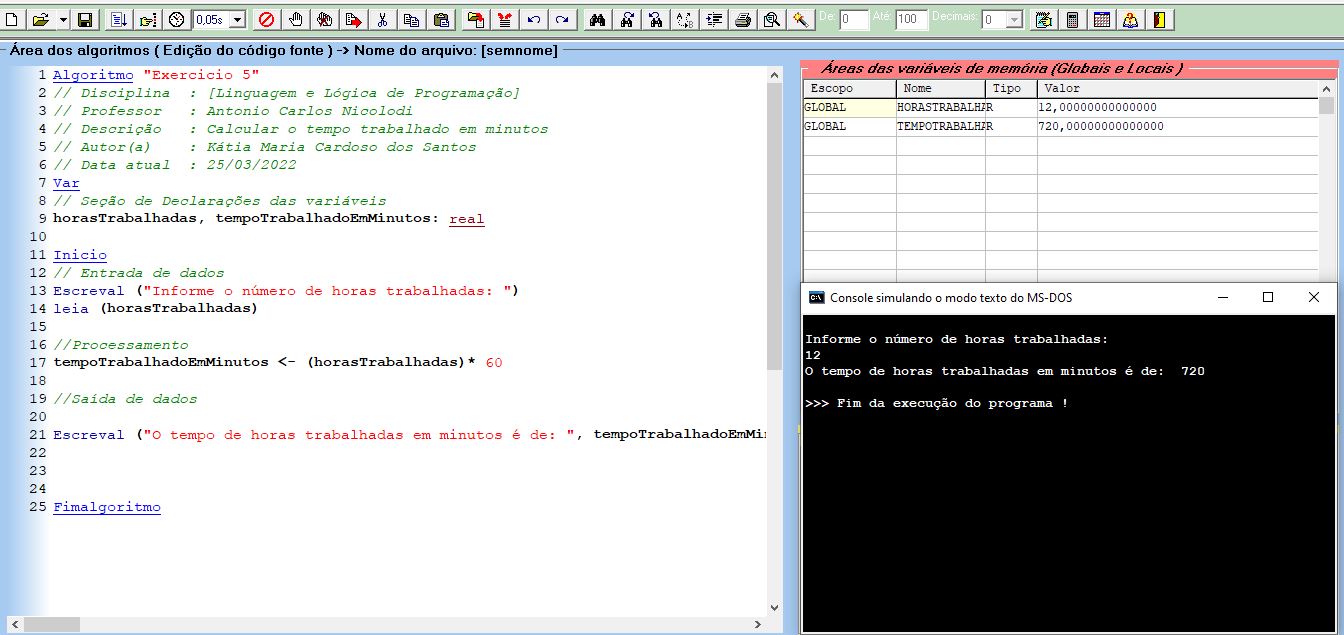 0,05s
De: 0 Até: 100 Decimais: 0
Área dos algoritmos ( Edição do código fonte ) -> Nome do arquivo: [semnome]
1 Algoritmo "Exercicio 5"
2 // Disciplina : [Linguagem e Lógica de Programação]
3 // Professor : Antonio Carlos Nicolodi
4 // Descrição : Calcular o tempo trabalhado em minutos
5 // Autor(a) : Kátia Maria Cardoso dos Santos
6 // Data atual : 25/03/2022
7 Var
8 // Seção de Declarações das variáveis
9 horasTrabalhadas, tempoTrabalhadoEmMinutos: real
10
11 Inicio
12 // Entrada de dados
13 Escreval ("Informe o número de horas trabalhadas: ")
14 leia (horasTrabalhadas)
15
16 //Processamento
17 tempoTrabalhadoEmMinutos <- (horasTrabalhadas)* 60
18
19 //Saída de dados
20
21 Escreval ("O tempo de horas trabalhadas em minutos é de: ", tempoTrabalhadoEmMi
22
23
24
25 Fimalgoritmo
Áreas das variáveis de memória (Globais e Locais )
Escopo Nome Tipo Valor
GLOBAL HORASTRABALHA R 12,00000000000000
GLOBAL TEMPOTRABALHA R 720,00000000000000
Console simulando o modo texto do MS-DOS
Informe o número de horas trabalhadas:
12
O tempo de horas trabalhadas em minutos é de: 720
>>> Fim da execução do programa !